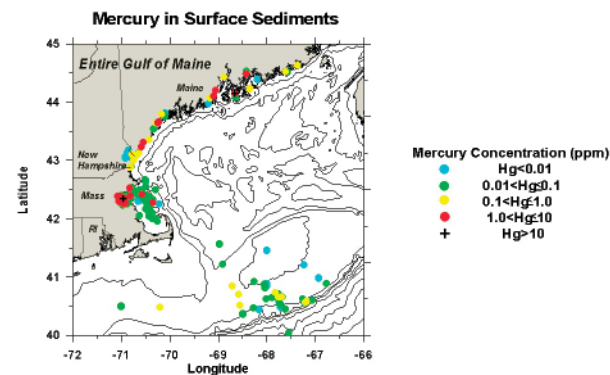 Mercury in Surface Sediments
45
44
43
42
41
40
Latitude
Entire Gulf of Maine
Maine
New
Hampshire
Mass
RI
-72
-71
-70
-69
-68
-67
-66
Longitude
Mercury Concentration (ppm)
Hg<0.01
0.01<Hg≤0.1
0.1<Hg≤1.0
1.0<Hg≤10
+ Hg>10